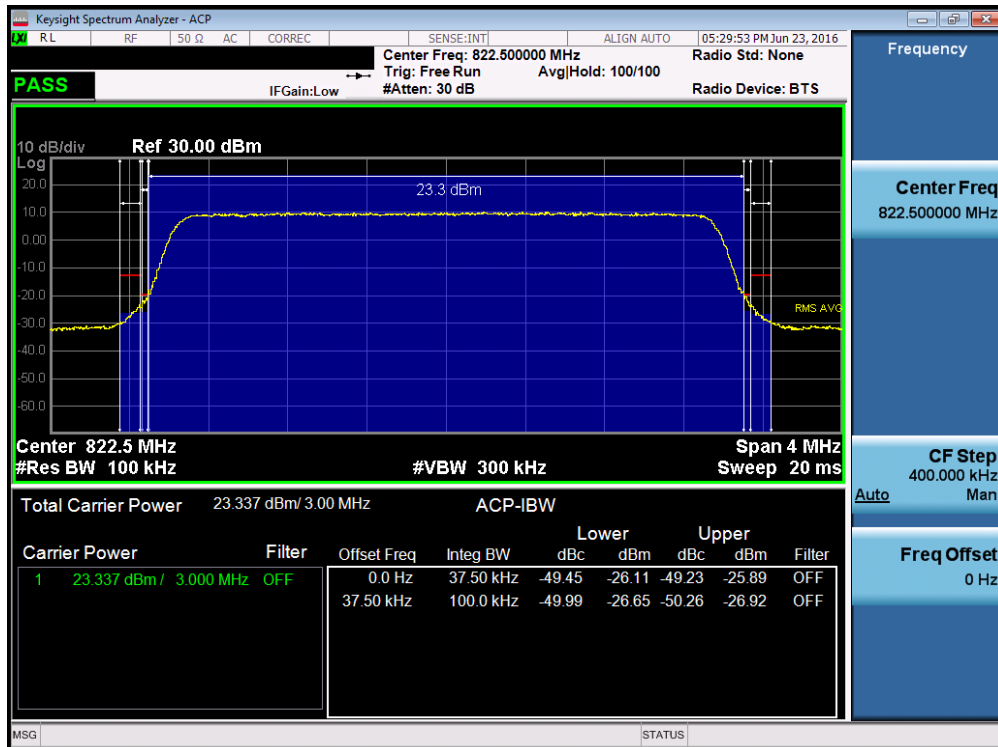 Keysight Spectrum Analyzer - ACP
LXI RL RF 50 Ω AC CORREC SENSE:INT ALIGN AUTO 05:29:53 PM Jun 23, 2016
Center Freq: 822.500000 MHz Radio Std: None
Trig: Free Run Avg|Hold: 100/100
PASS IFGain:Low #Atten: 30 dB Radio Device: BTS
Frequency
10 dB/div Ref 30.00 dBm
Log
20.0
10.0
0.00
-10.0
-20.0
-30.0
-40.0
-50.0
-60.0
23.3 dBm
RMS AVG
Center 822.5 MHz Span 4 MHz
#Res BW 100 kHz #VBW 300 kHz Sweep 20 ms
Center Freq
822.500000 MHz
CF Step
400.000 kHz
Auto Man
Freq Offset
0 Hz
Total Carrier Power 23.337 dBm/ 3.00 MHz ACP-IBW
Lower Upper
Carrier Power Filter Offset Freq Integ BW dBc dBm dBc dBm Filter
1 23.337 dBm / 3.000 MHz OFF 0.0 Hz 37.50 kHz -49.45 -26.11 -49.23 -25.89 OFF
37.50 kHz 100.0 kHz -49.99 -26.65 -50.26 -26.92 OFF
MSG STATUS